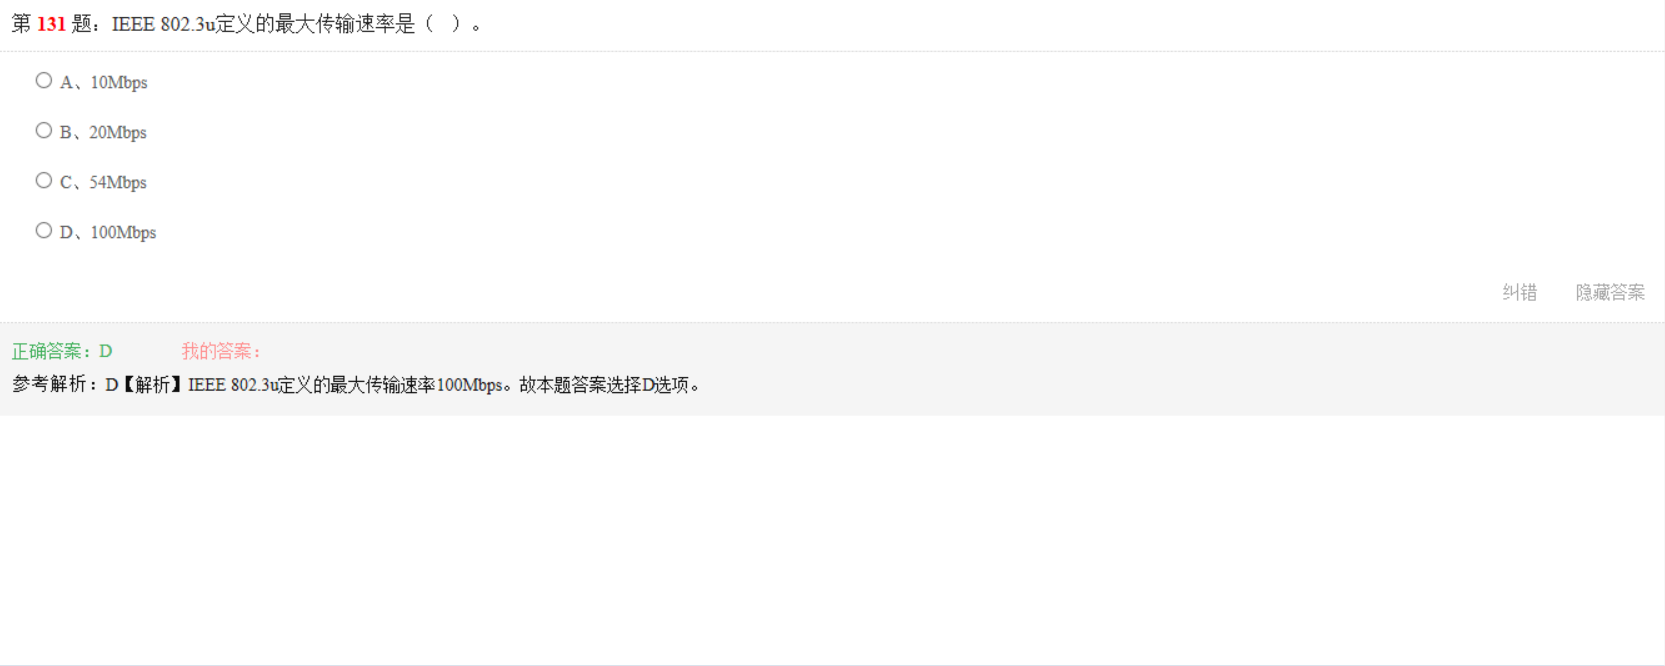 第 131 题：IEEE 802.3u定义的最大传输速率是（ ）。
A、10Mbps
B、20Mbps
C、54Mbps
D、100Mbps
纠错 隐藏答案
正确答案：D 我的答案：
参考解析：D【解析】IEEE 802.3u定义的最大传输速率100Mbps。故本题答案选择D选项。